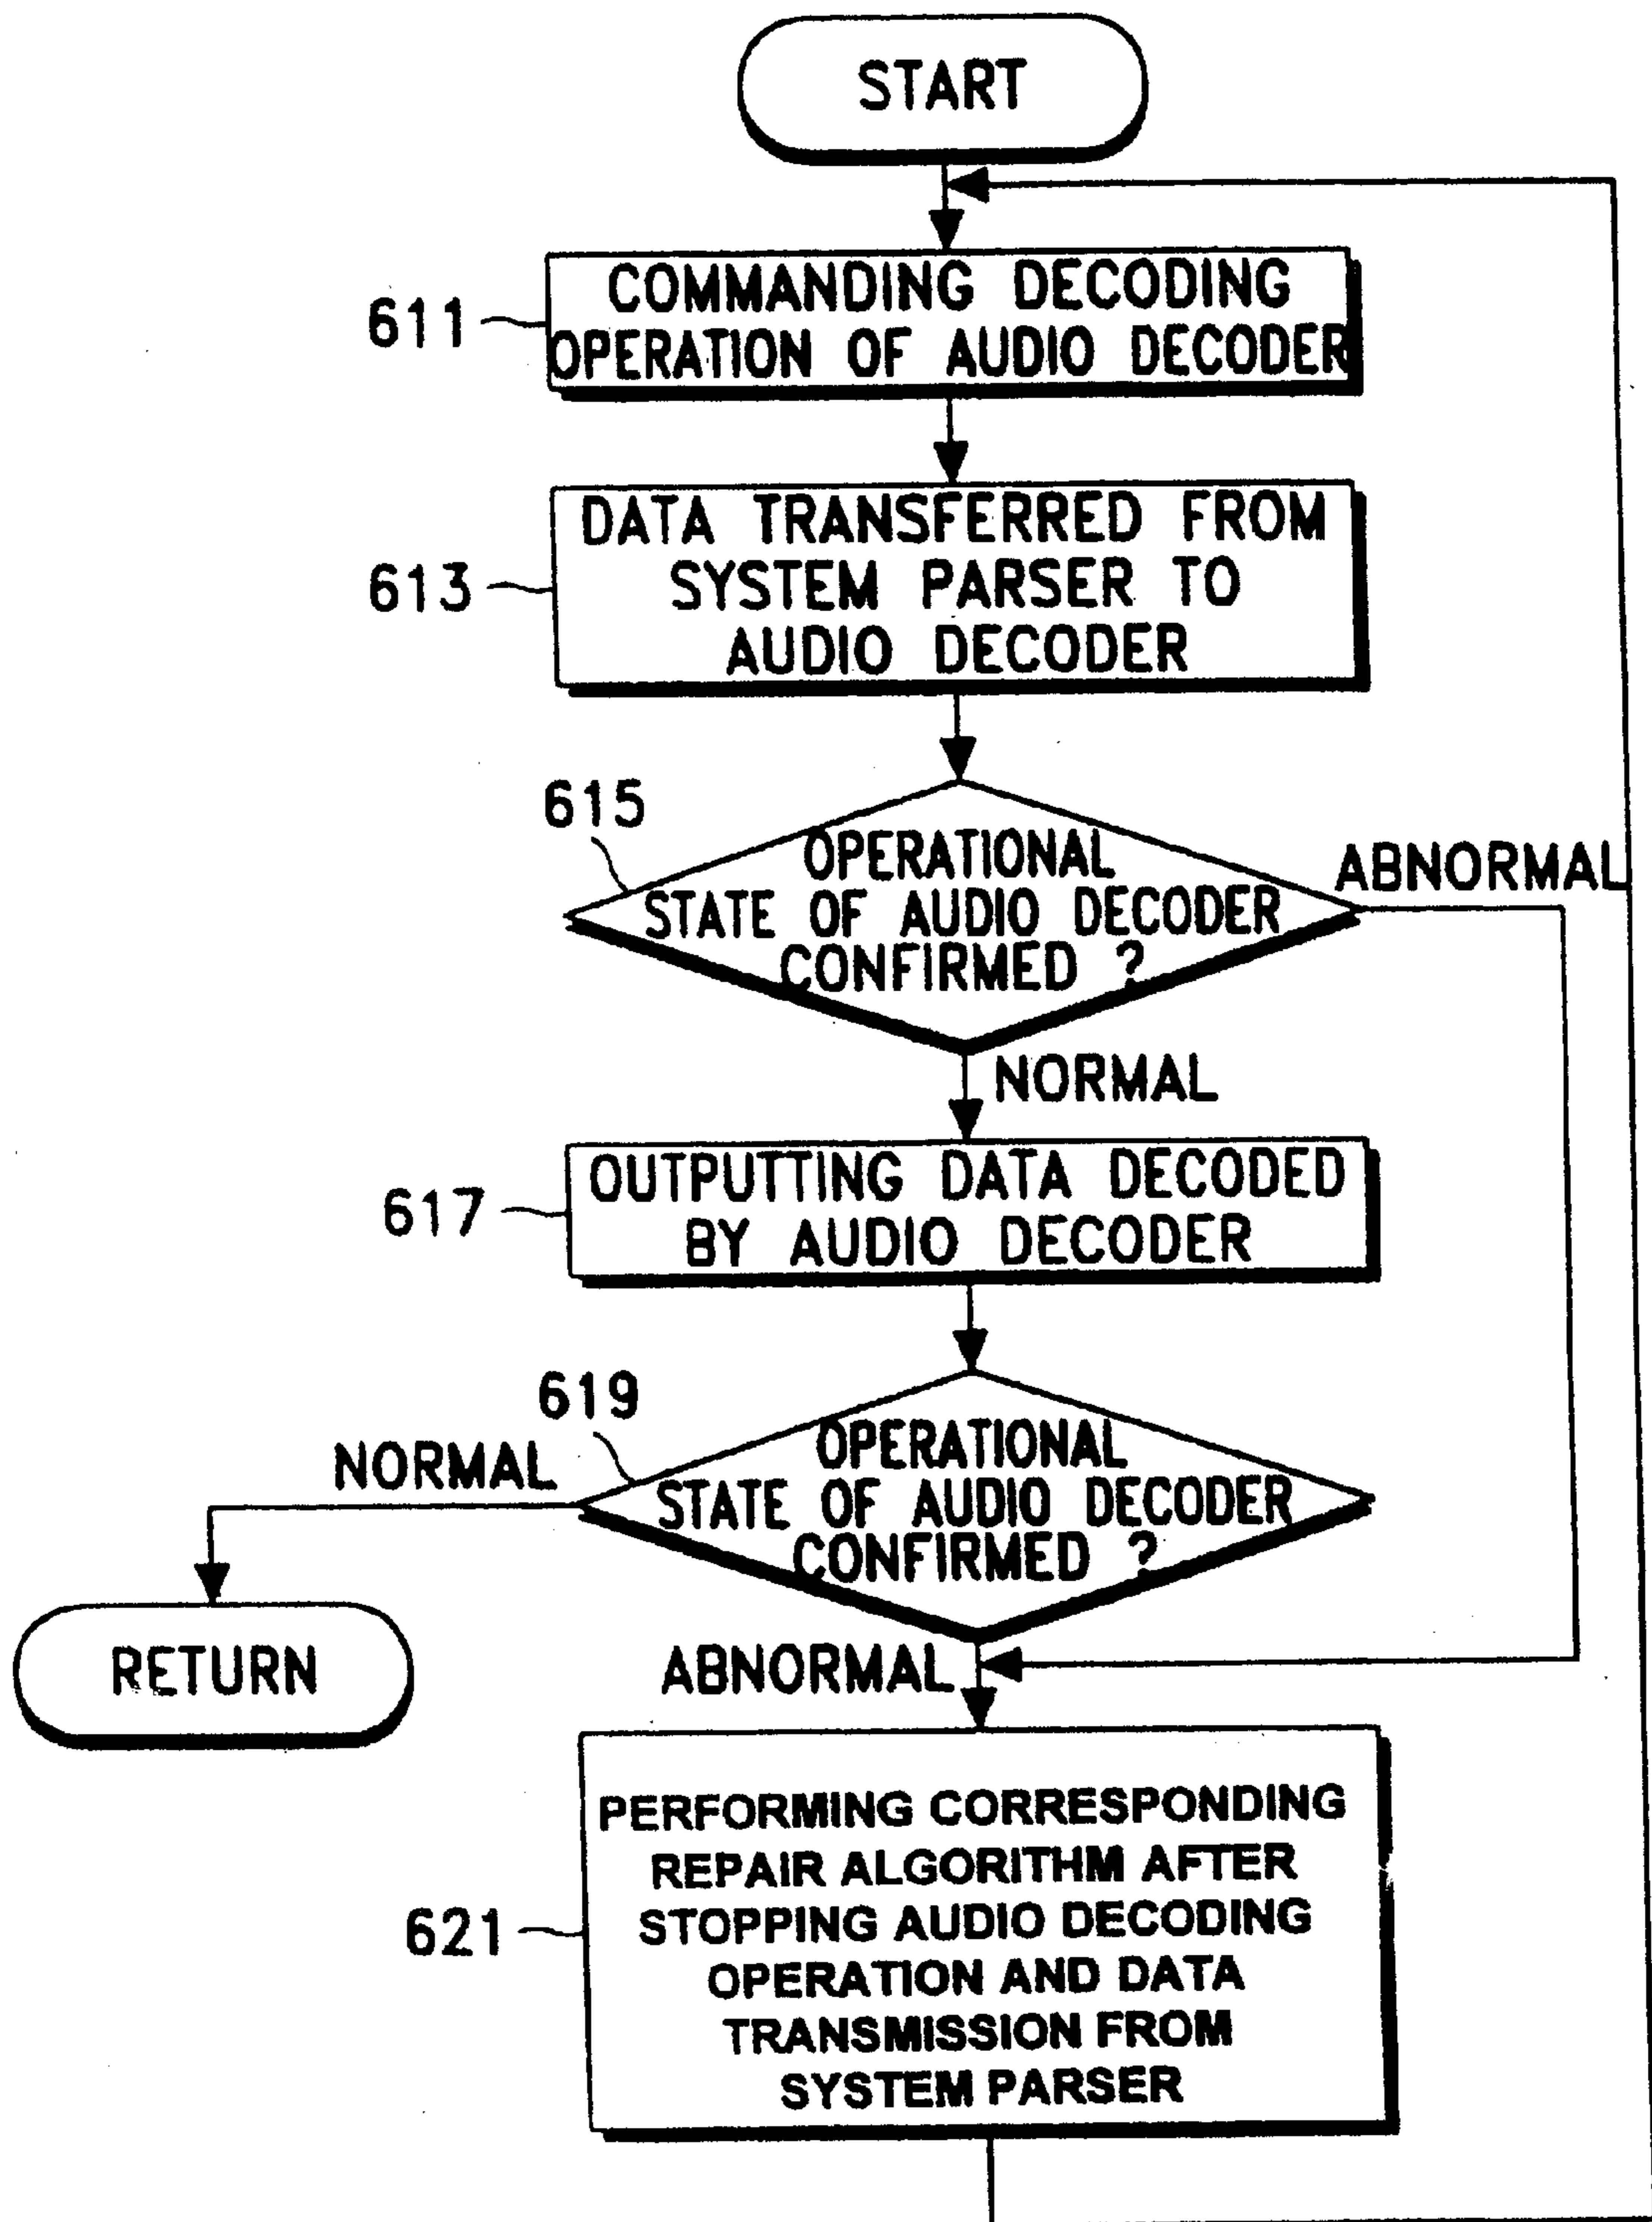 START
611
COMMANDING DECODING
OPERATION OF AUDIO DECODER
613
DATA TRANSFERRED FROM
SYSTEM PARSER TO
AUDIO DECODER
615
OPERATIONAL
STATE OF AUDIO DECODER
CONFIRMED ?
ABNORMAL
NORMAL
617
OUTPUTTING DATA DECODED
BY AUDIO DECODER
619
OPERATIONAL
STATE OF AUDIO DECODER
CONFIRMED ?
NORMAL
RETURN
ABNORMAL
621
PERFORMING CORRESPONDING
REPAIR ALGORITHM AFTER
STOPPING AUDIO DECODING
OPERATION AND DATA
TRANSMISSION FROM
SYSTEM PARSER